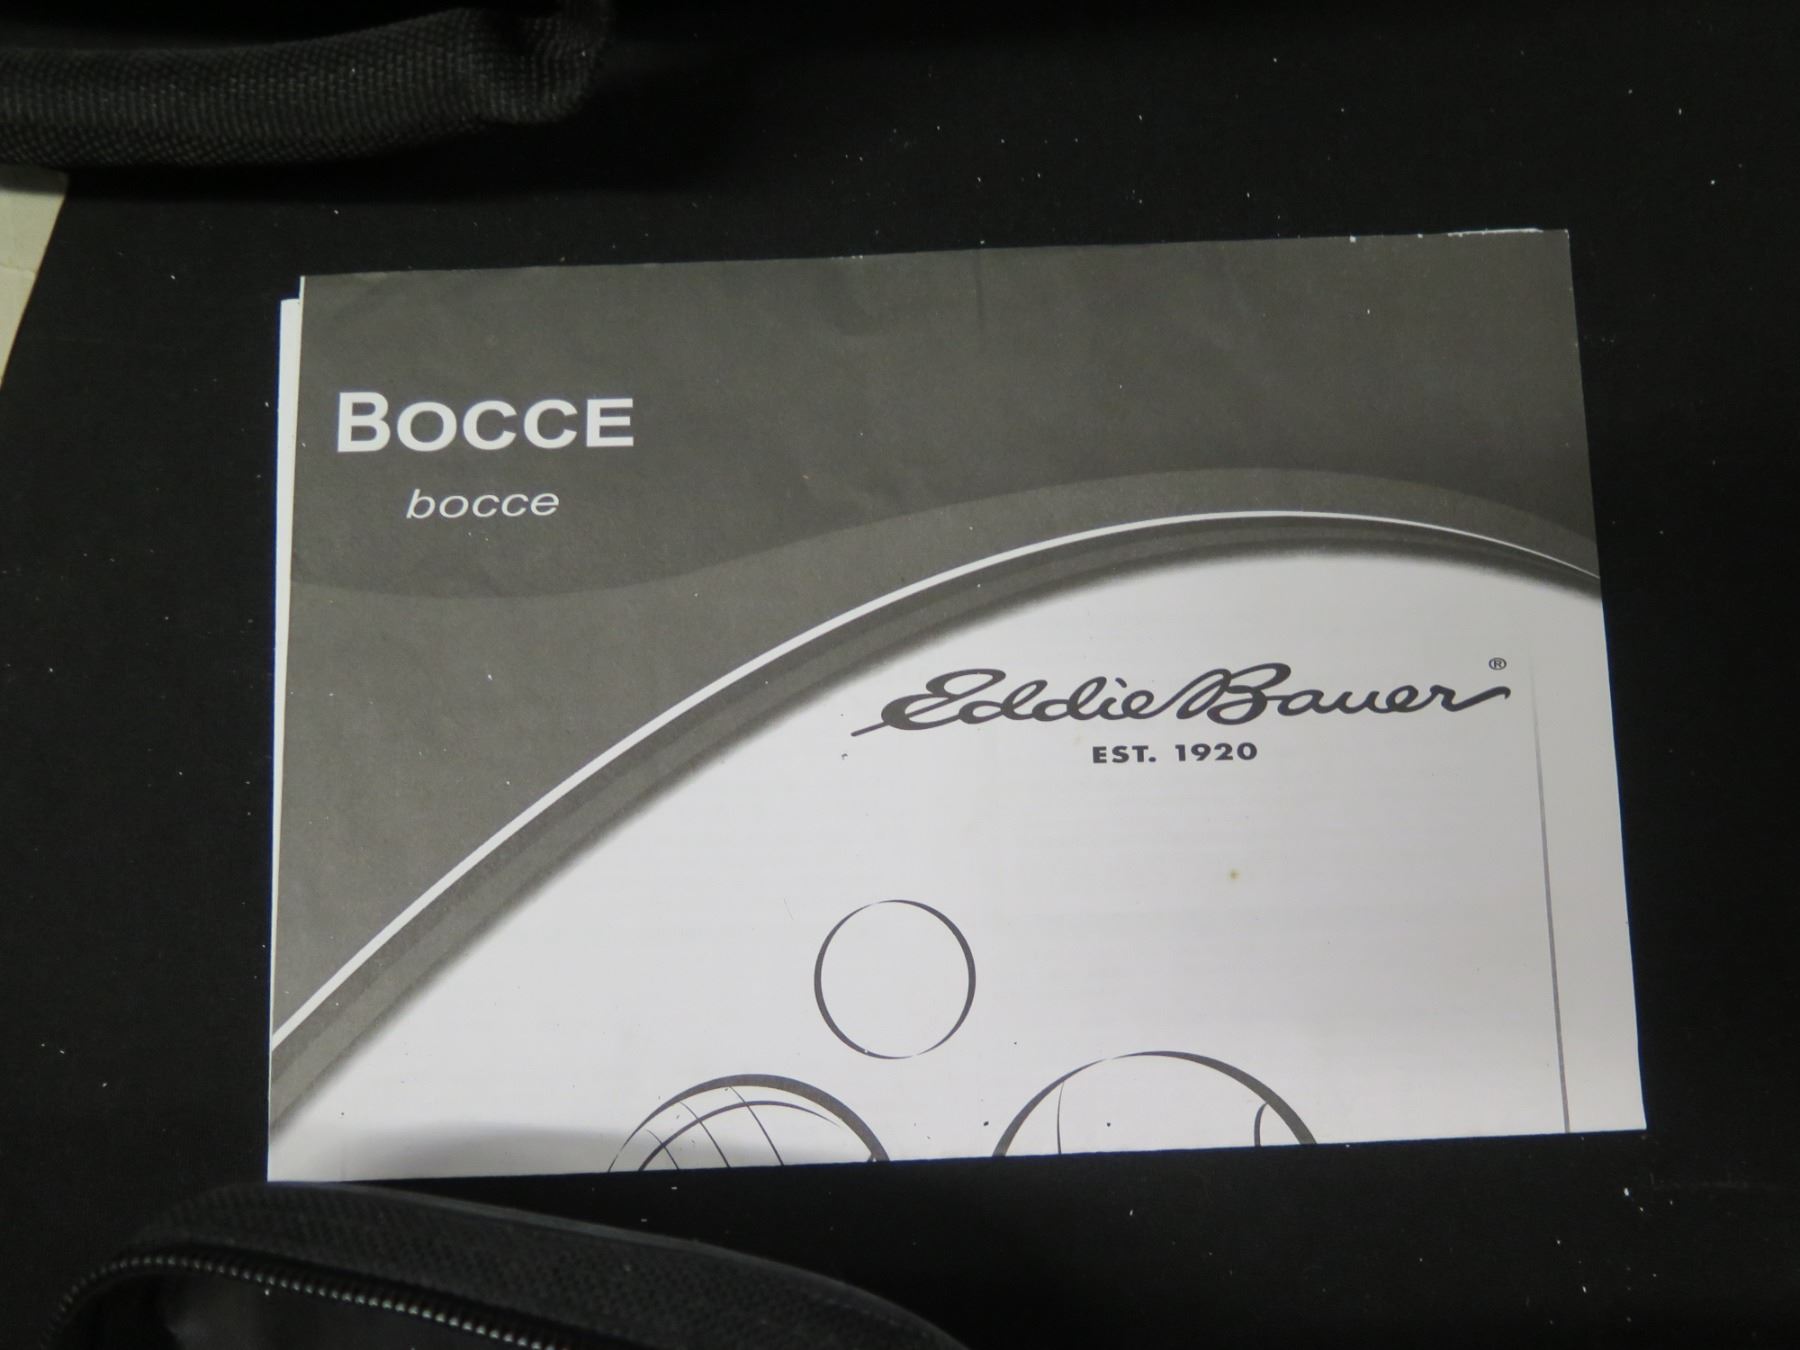 BOCCE
bocce
Eddie Bauer®
EST. 1920